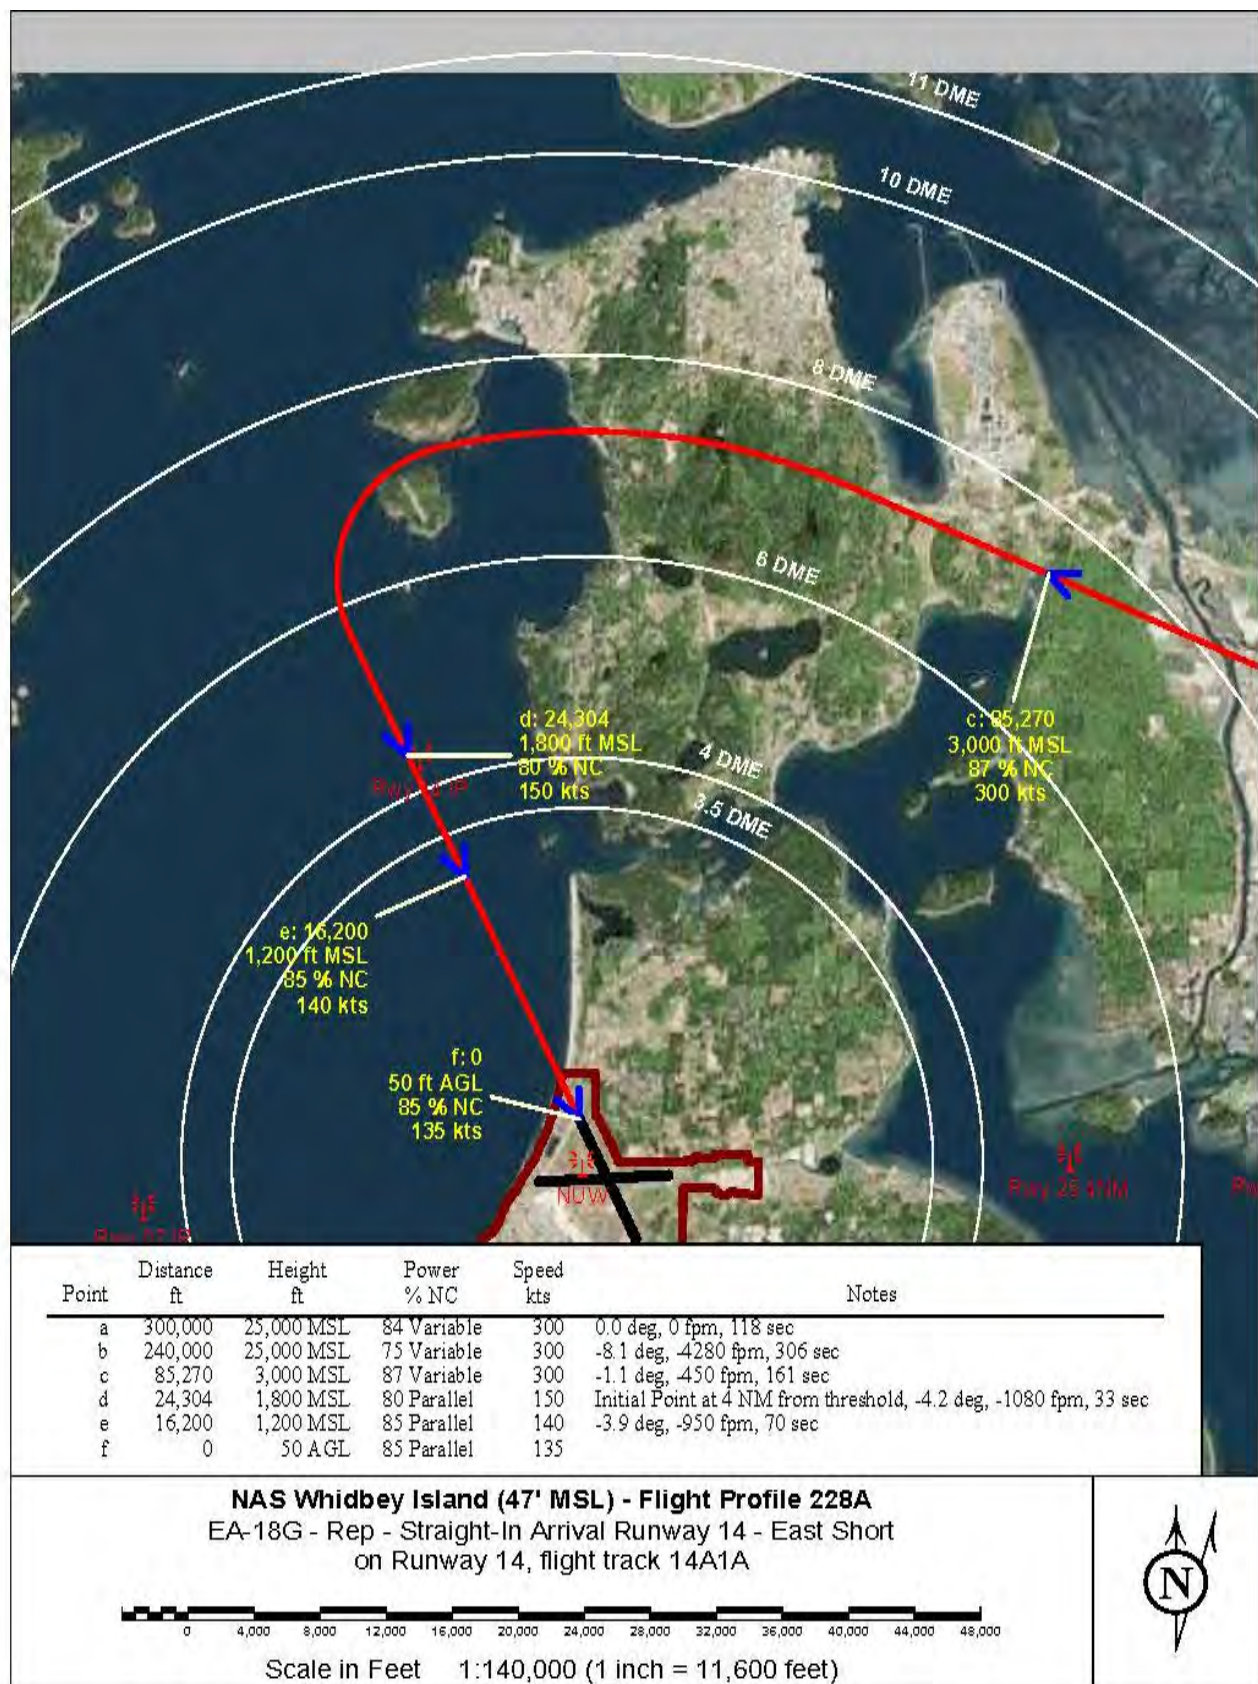 11 DME
10 DME
8 DME
6 DME
4 DME
3.5 DME
d: 24,304
1,800 ft MSL
80 % NC
150 kts
c: 85,270
3,000 ft MSL
87 % NC
300 kts
e: 16,200
1,200 ft MSL
85 % NC
140 kts
f: 0
50 ft AGL
85 % NC
135 kts
NUW
Point Distance ft Height ft Power % NC Speed kts Notes
a 300,000 25,000 MSL 84 Variable 300 0.0 deg, 0 fpm, 118 sec
b 240,000 25,000 MSL 75 Variable 300 -8.1 deg, -4280 fpm, 306 sec
c 85,270 3,000 MSL 87 Variable 300 -1.1 deg, -450 fpm, 161 sec
d 24,304 1,800 MSL 80 Parallel 150 Initial Point at 4 NM from threshold, -4.2 deg, -1080 fpm, 33 sec
e 16,200 1,200 MSL 85 Parallel 140 -3.9 deg, -950 fpm, 70 sec
f 0 50 AGL 85 Parallel 135
NAS Whidbey Island (47' MSL) - Flight Profile 228A
EA-18G - Rep - Straight-In Arrival Runway 14 - East Short
on Runway 14, flight track 14A1A
0 4,000 8,000 12,000 16,000 20,000 24,000 28,000 32,000 36,000 40,000 44,000 48,000
Scale in Feet 1:140,000 (1 inch = 11,600 feet)
N